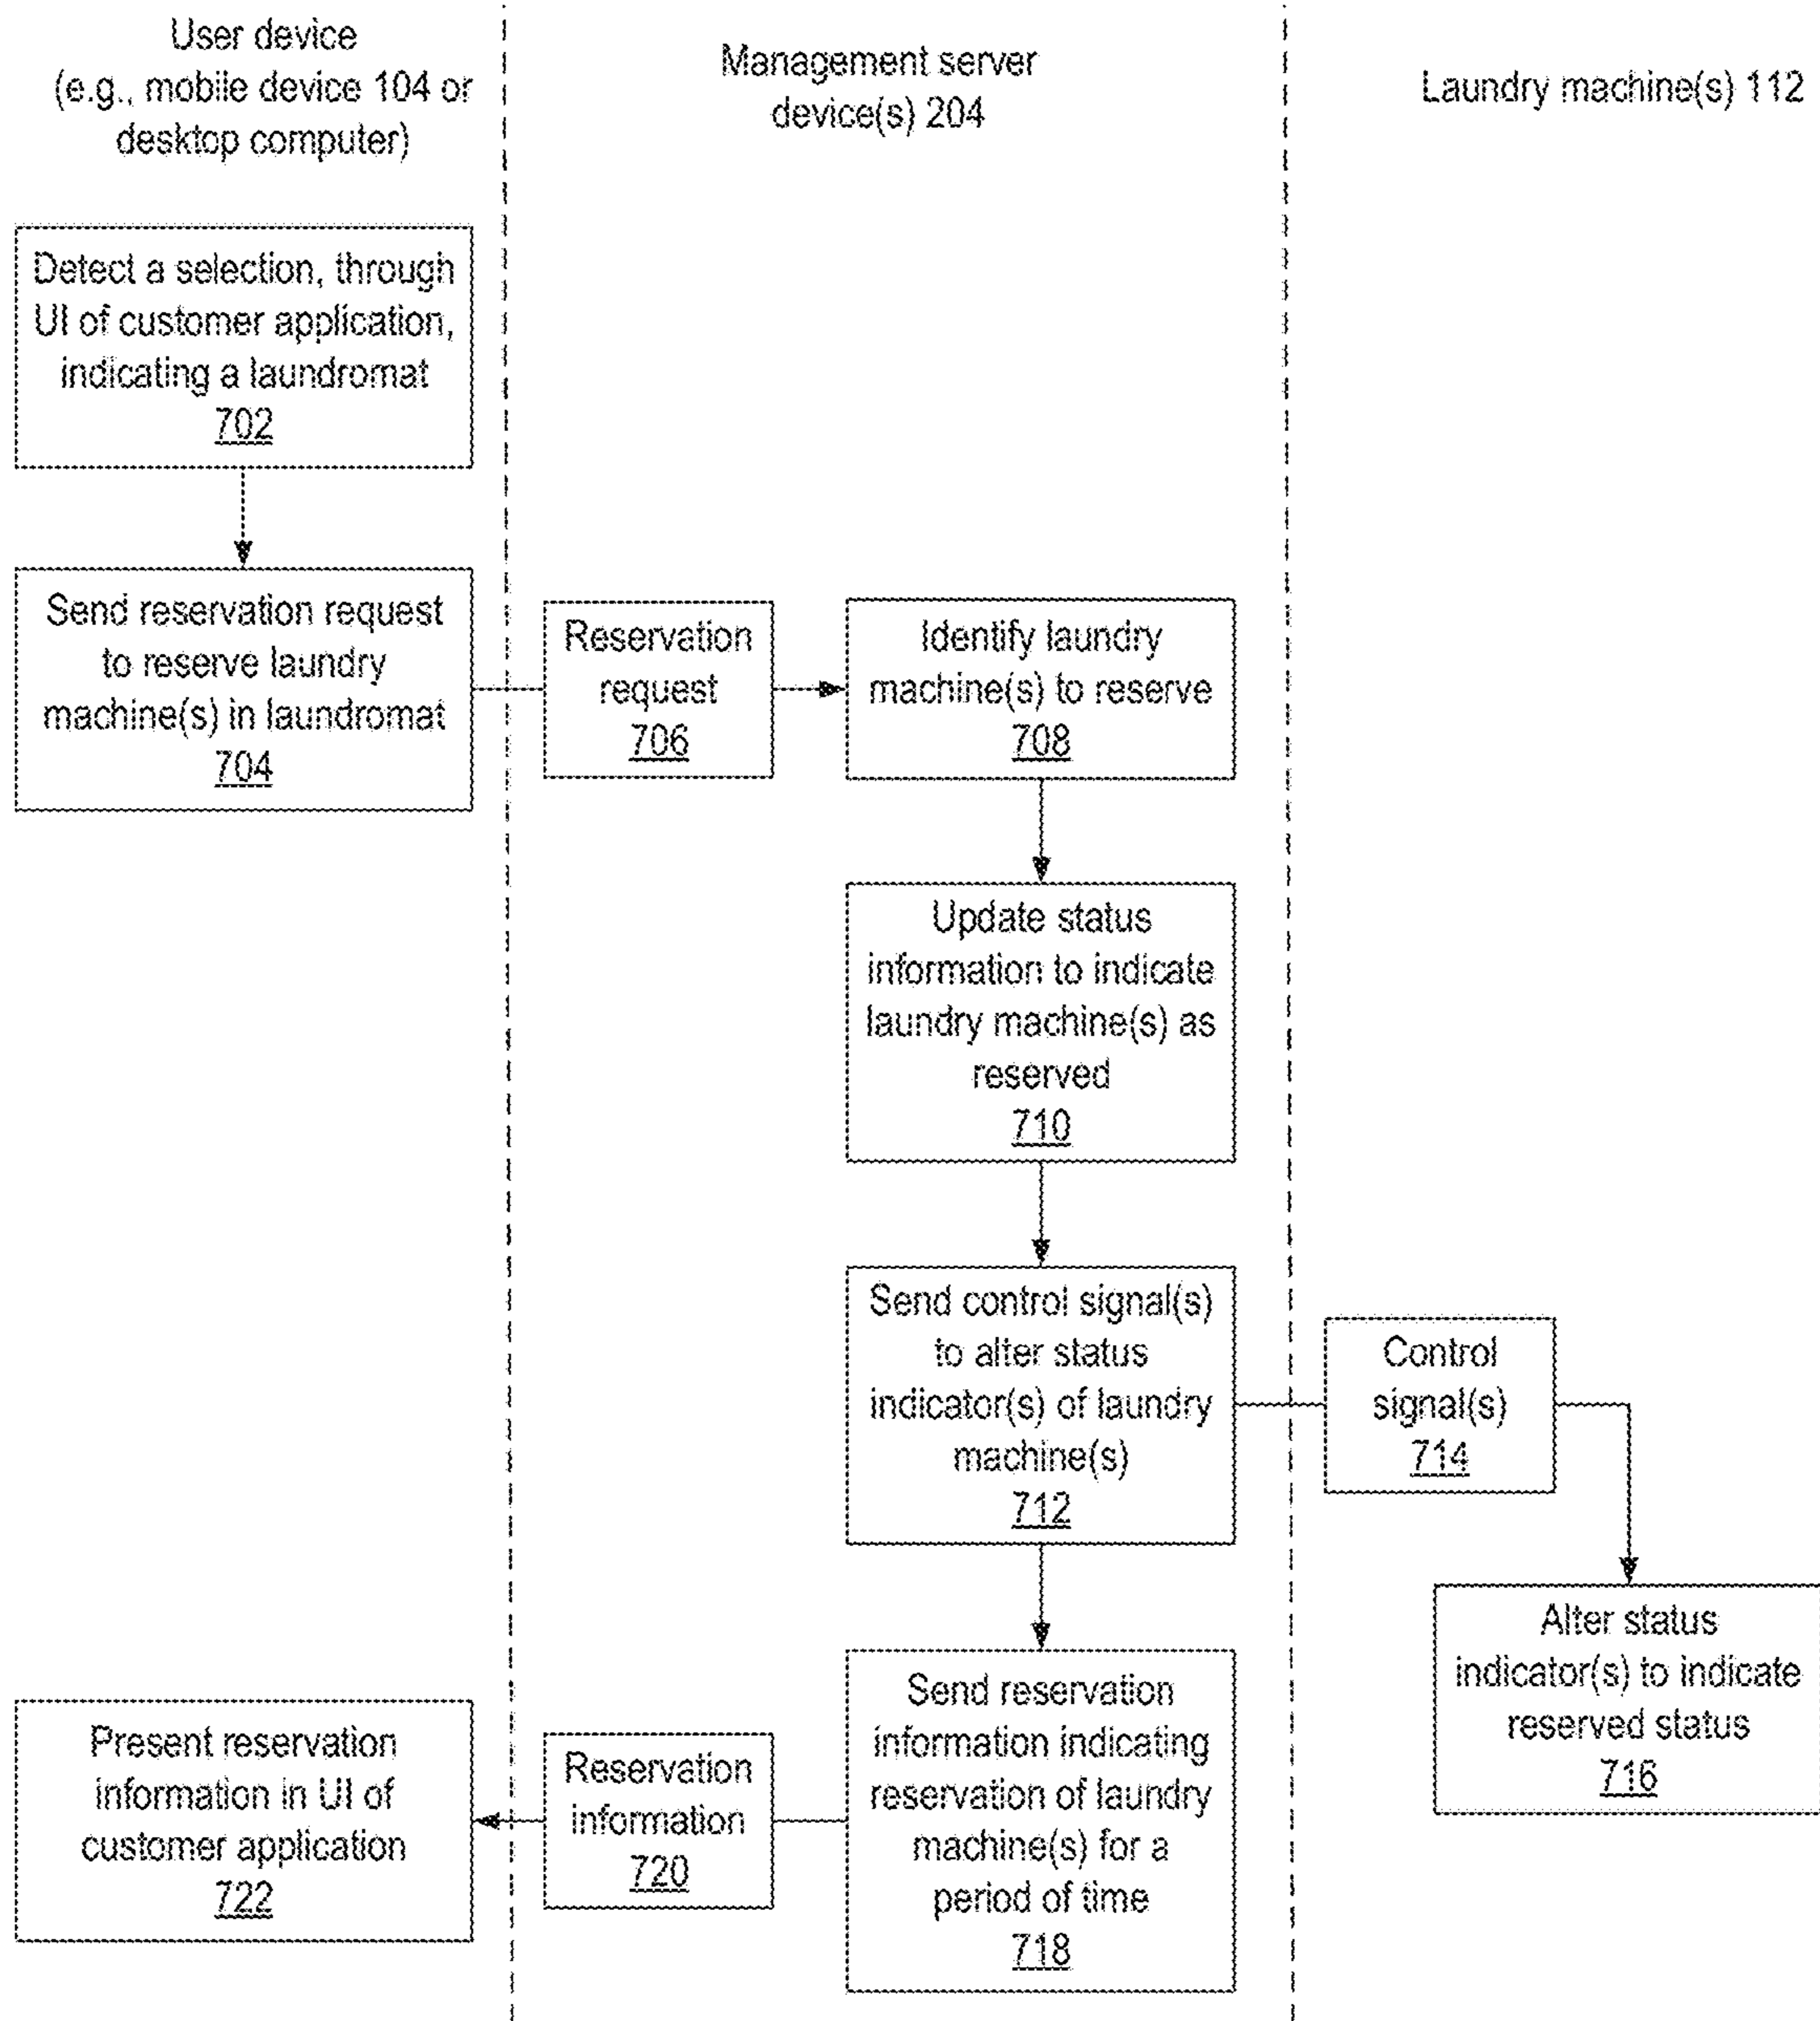 User device
(e.g., mobile device 104 or
desktop computer)
Management server
device(s) 204
Laundry machine(s) 112
Detect a selection, through
UI of customer application,
indicating a laundromat
702
Send reservation request
to reserve laundry
machine(s) in laundromat
704
Reservation
request
706
Identify laundry
machine(s) to reserve
708
Update status
information to indicate
laundry machine(s) as
reserved
710
Send control signal(s)
to alter status
indicator(s) of laundry
machine(s)
712
Control
signal(s)
714
Alter status
indicator(s) to indicate
reserved status
716
Send reservation
information indicating
reservation of laundry
machine(s) for a
period of time
718
Reservation
information
720
Present reservation
information in UI of
customer application
722